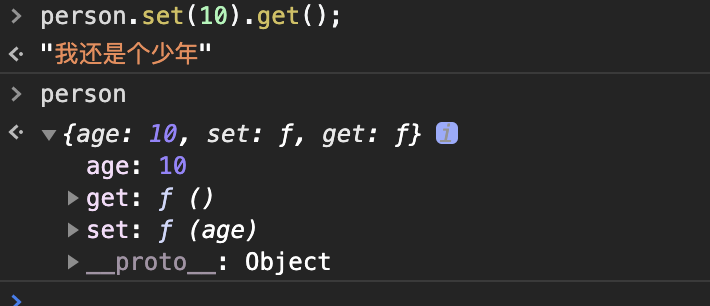 > person.set(10).get();
<· "我还是个少年"
> person
<· ▼{age: 10, set: ƒ, get: ƒ} i
age: 10
▶ get: ƒ ()
▶ set: ƒ (age)
▶ __proto__: Object
>